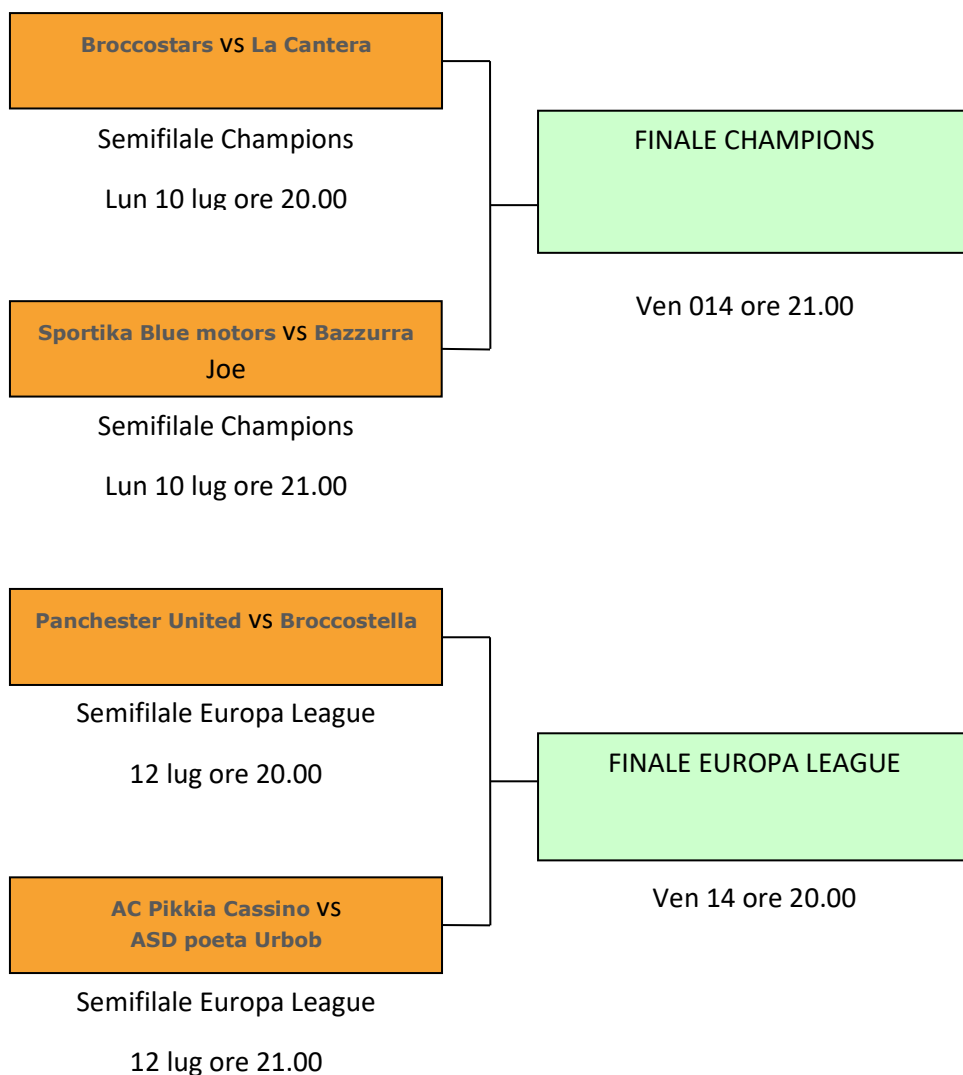 Broccostars vs La Cantera
Semifilale Champions
Lun 10 lug ore 20.00
FINALE CHAMPIONS
Ven 014 ore 21.00
Sportika Blue motors vs Bazzurra
Joe
Semifilale Champions
Lun 10 lug ore 21.00
Panchester United vs Broccostella
Semifilale Europa League
12 lug ore 20.00
FINALE EUROPA LEAGUE
Ven 14 ore 20.00
AC Pikkia Cassino vs
ASD poeta Urbob
Semifilale Europa League
12 lug ore 21.00